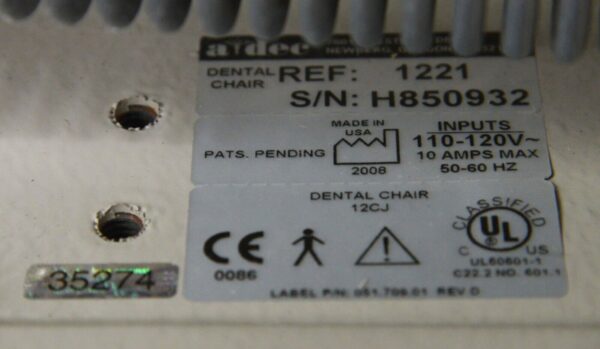 DENTAL CHAIR REF: 1221
S/N: H850932
PATS. PENDING
MADE IN USA
2008
INPUTS
110-120V~
10 AMPS MAX
50-60 HZ
DENTAL CHAIR
12CJ
CE
0086
CLASSIFIED
UL
C US
UL60601-1
C22.2 NO. 601.1
LABEL P/N: 051.709.01 REV D
35274